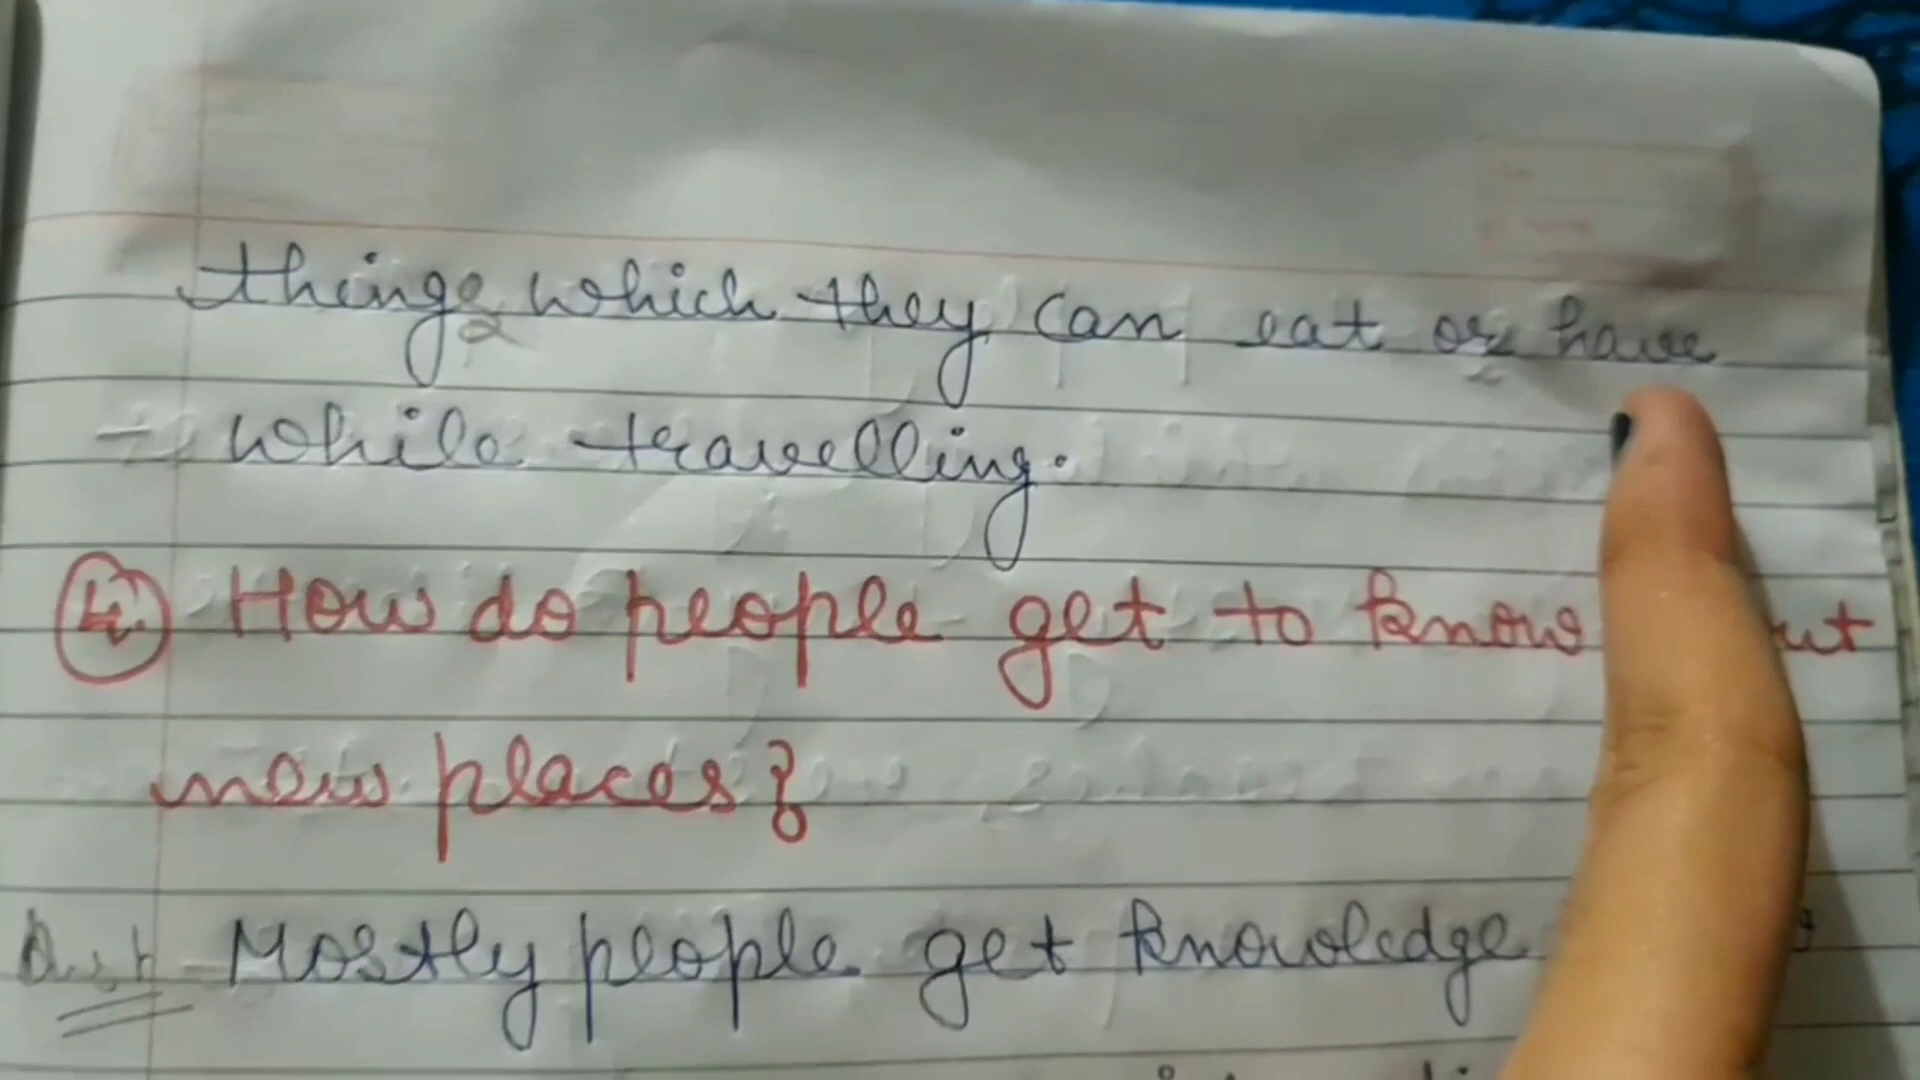 things which they can eat or have
while travelling.
4. How do people get to know ut
new places?
Mostly people get knowledge